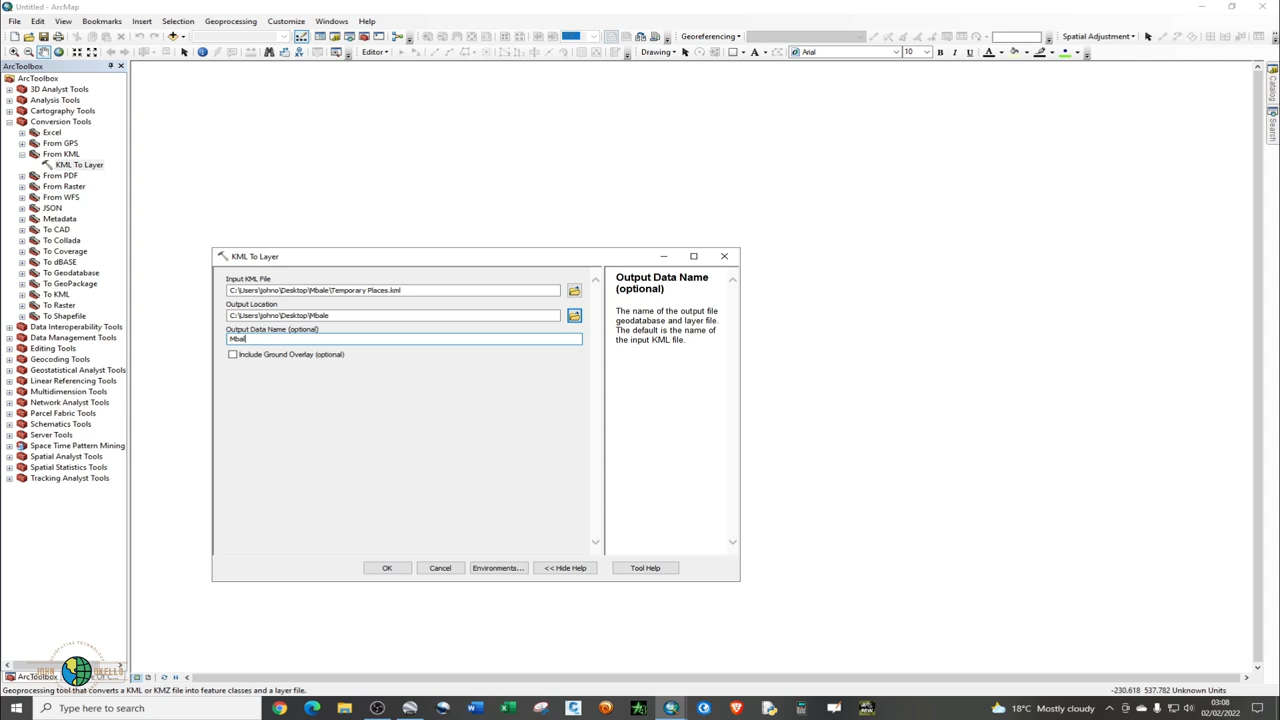 Untitled - ArcMap
File Edit View Bookmarks Insert Selection Geoprocessing Customize Windows Help
Georeferencing
Editor
Drawing
Arial
10
B I U A
Spatial Adjustment
ArcToolbox
ArcToolbox
3D Analyst Tools
Analysis Tools
Cartography Tools
Conversion Tools
Excel
From GPS
From KML
KML To Layer
From PDF
From Raster
From WFS
JSON
Metadata
To CAD
To Collada
To Coverage
To dBASE
To Geodatabase
To GeoPackage
To KML
To Raster
To Shapefile
Data Interoperability Tools
Data Management Tools
Editing Tools
Geocoding Tools
Geostatistical Analyst Tools
Linear Referencing Tools
Multidimension Tools
Network Analyst Tools
Parcel Fabric Tools
Schematics Tools
Server Tools
Space Time Pattern Mining
Spatial Analyst Tools
Spatial Statistics Tools
Tracking Analyst Tools
Catalog
Search
KML To Layer
Input KML File
C:\Users\johno\Desktop\Mbale\Temporary Places.kml
Output Location
C:\Users\johno\Desktop\Mbale
Output Data Name (optional)
Mbal
Include Ground Overlay (optional)
OK
Cancel
Environments...
<< Hide Help
Tool Help
Output Data Name
(optional)
The name of the output file
geodatabase and layer file.
The default is the name of
the input KML file.
ArcToolbox
Geoprocessing tool that converts a KML or KMZ file into feature classes and a layer file.
-230.618 537.782 Unknown Units
Type here to search
18°C Mostly cloudy
03:08
02/02/2022